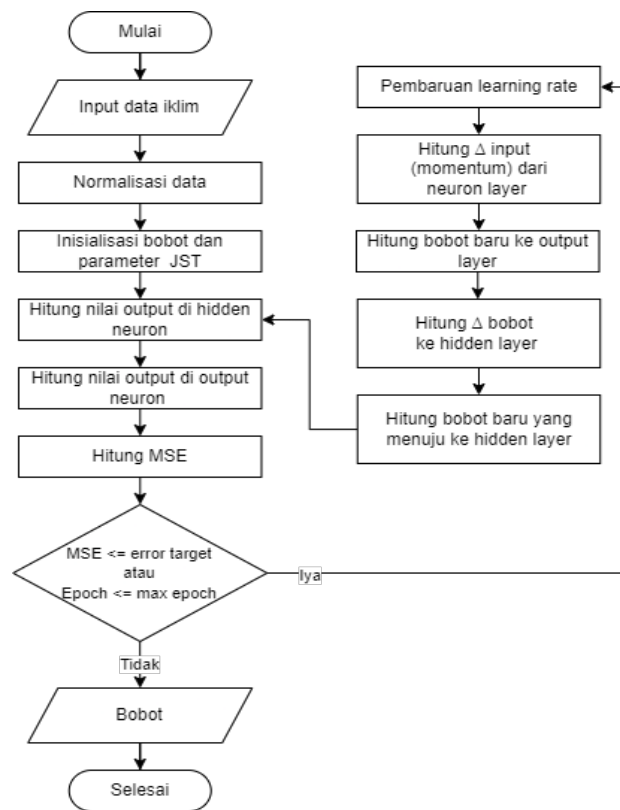 Mulai
Input data iklim
Normalisasi data
Inisialisasi bobot dan
parameter JST
Hitung nilai output di hidden
neuron
Hitung nilai output di output
neuron
Hitung MSE
MSE <= error target
atau
Epoch <= max epoch
Iya
Tidak
Bobot
Selesai
Pembaruan learning rate
Hitung Δ input
(momentum) dari
neuron layer
Hitung bobot baru ke output
layer
Hitung Δ bobot
ke hidden layer
Hitung bobot baru yang
menuju ke hidden layer